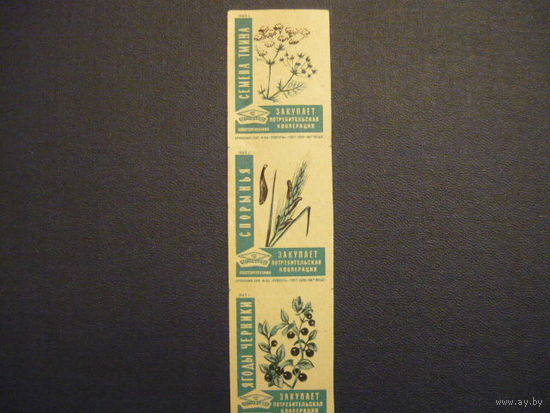 СЕМЕНА ТМИНА
ЗАКУПАЕТ
ПОТРЕБИТЕЛЬСКАЯ
КООПЕРАЦИЯ
СПОРЫНЬЯ
ЗАКУПАЕТ
ПОТРЕБИТЕЛЬСКАЯ
КООПЕРАЦИЯ
ЯГОДЫ ЧЕРНИКИ
ЗАКУПАЕТ
ПОТРЕБИТЕЛЬСКАЯ
КООПЕРАЦИЯ
www.ay.by